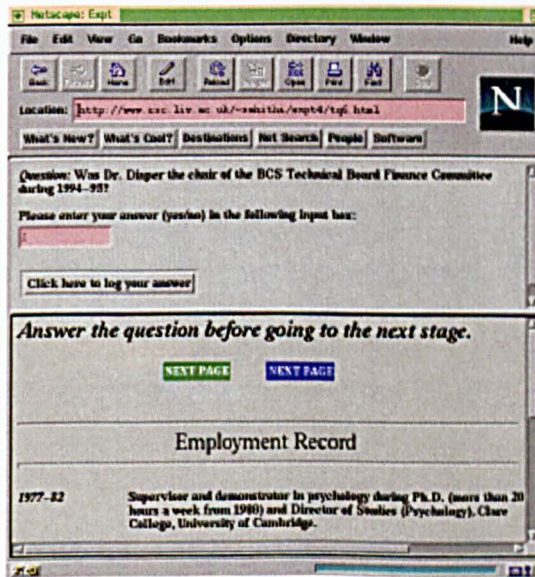 Netscape: Expt
File Edit View Go Bookmarks Options Directory Window Help
Back Home Edit Reload Open Print Find
Location: http://www.csc.liv.ac.uk/~sahithi/expt4/tq6.html
What's New? What's Cool? Destinations Net Search People Software
Question: Was Dr. Diaper the chair of the BCS Technical Board Finance Committee
during 1994-95?
Please enter your answer (yes/no) in the following input box:
Click here to log your answer
Answer the question before going to the next stage.
NEXT PAGE NEXT PAGE
Employment Record
1977-82 Supervisor and demonstrator in psychology during Ph.D. (more than 20
hours a week from 1980) and Director of Studies (Psychology), Clare
College, University of Cambridge.